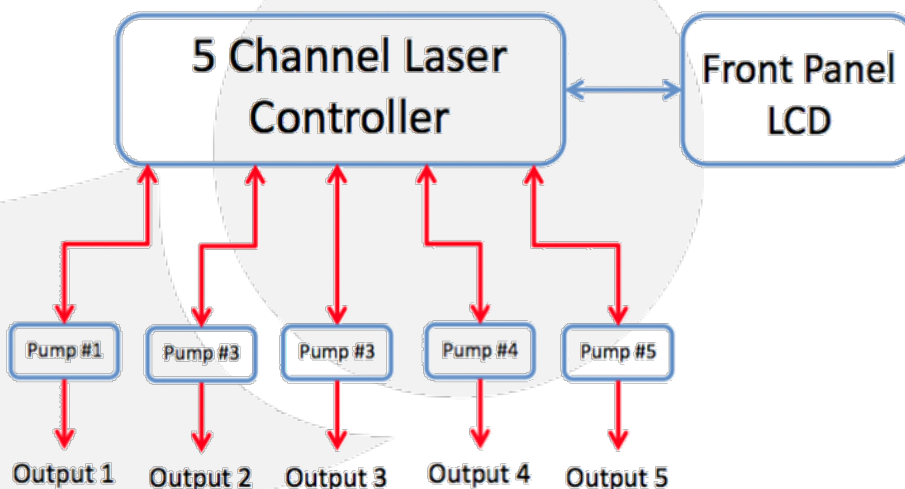 5 Channel Laser
Controller
Front Panel
LCD
Pump #1
Pump #3
Pump #3
Pump #4
Pump #5
Output 1
Output 2
Output 3
Output 4
Output 5